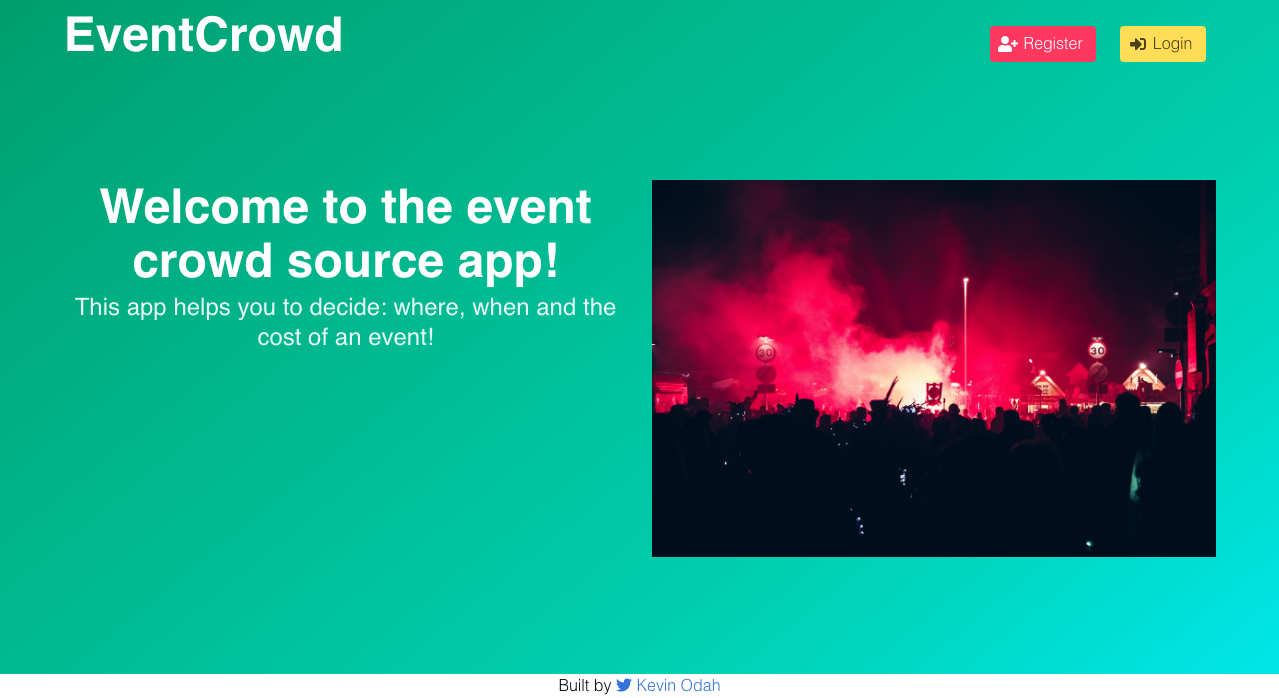 EventCrowd
Register
Login
Welcome to the event
crowd source app!
This app helps you to decide: where, when and the
cost of an event!
30
30
Built by Kevin Odah